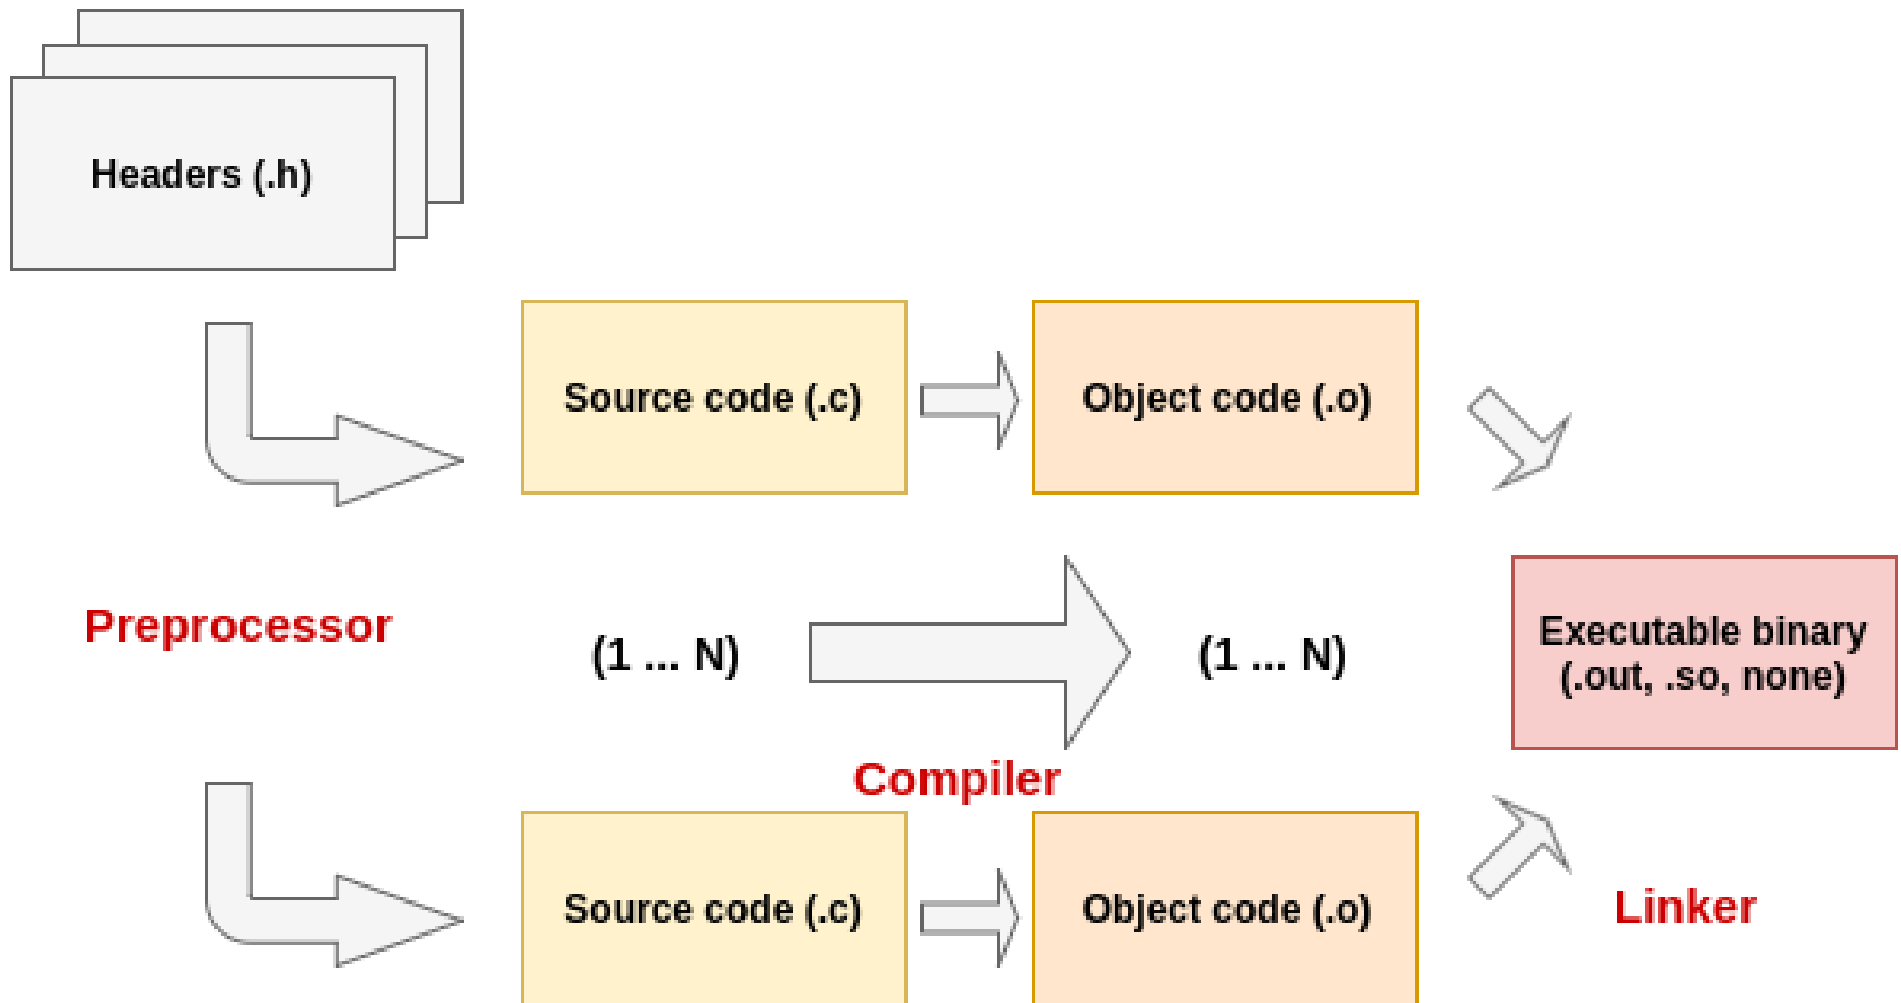 Headers (.h)
Source code (.c)
Object code (.o)
Preprocessor
(1 ... N)
(1 ... N)
Executable binary
(.out, .so, none)
Compiler
Source code (.c)
Object code (.o)
Linker